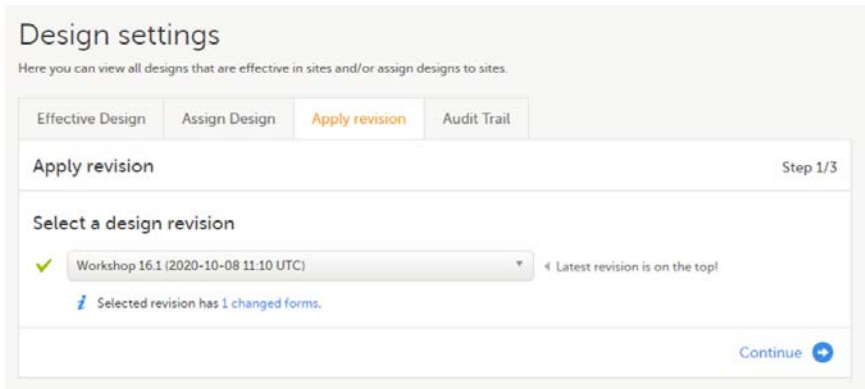 Design settings
Here you can view all designs that are effective in sites and/or assign designs to sites.
Effective Design Assign Design Apply revision Audit Trail
Apply revision Step 1/3
Select a design revision
Workshop 16.1 (2020-10-08 11:10 UTC) Latest revision is on the top!
i Selected revision has 1 changed forms.
Continue